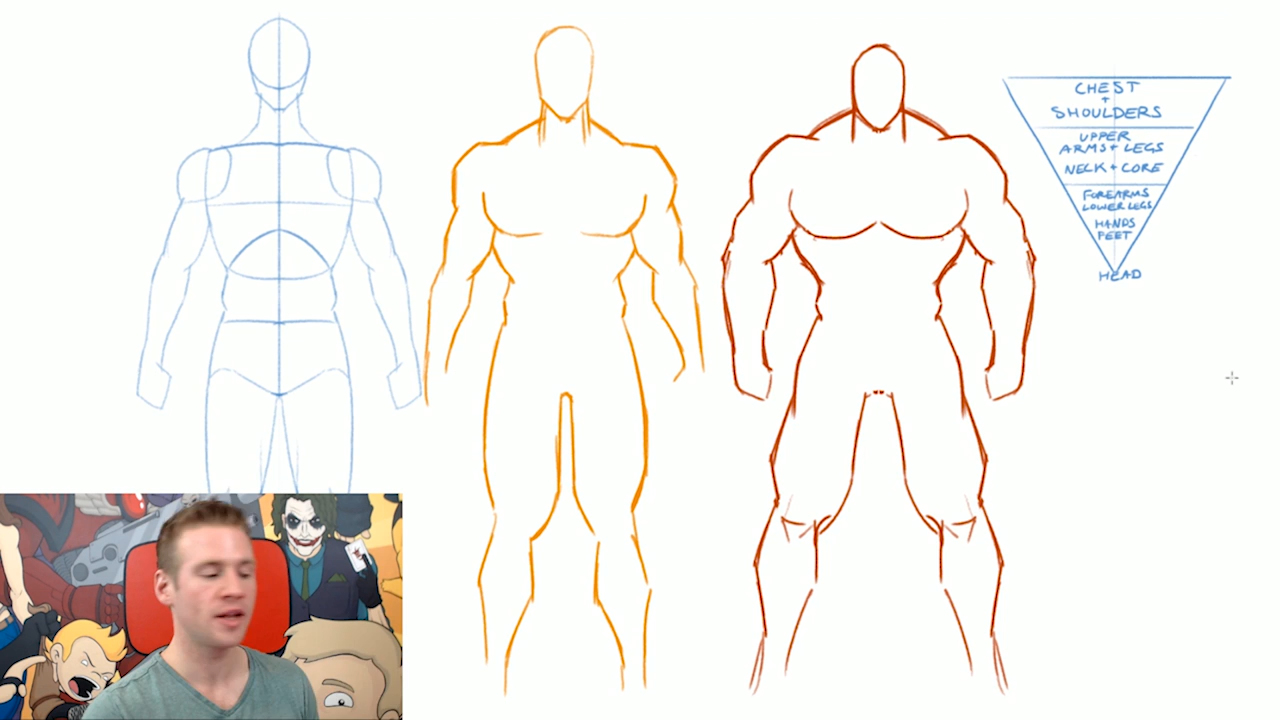 CHEST
+
SHOULDERS
UPPER
ARMS + LEGS
NECK + CORE
FOREARMS
LOWER LEGS
HANDS
FEET
HEAD